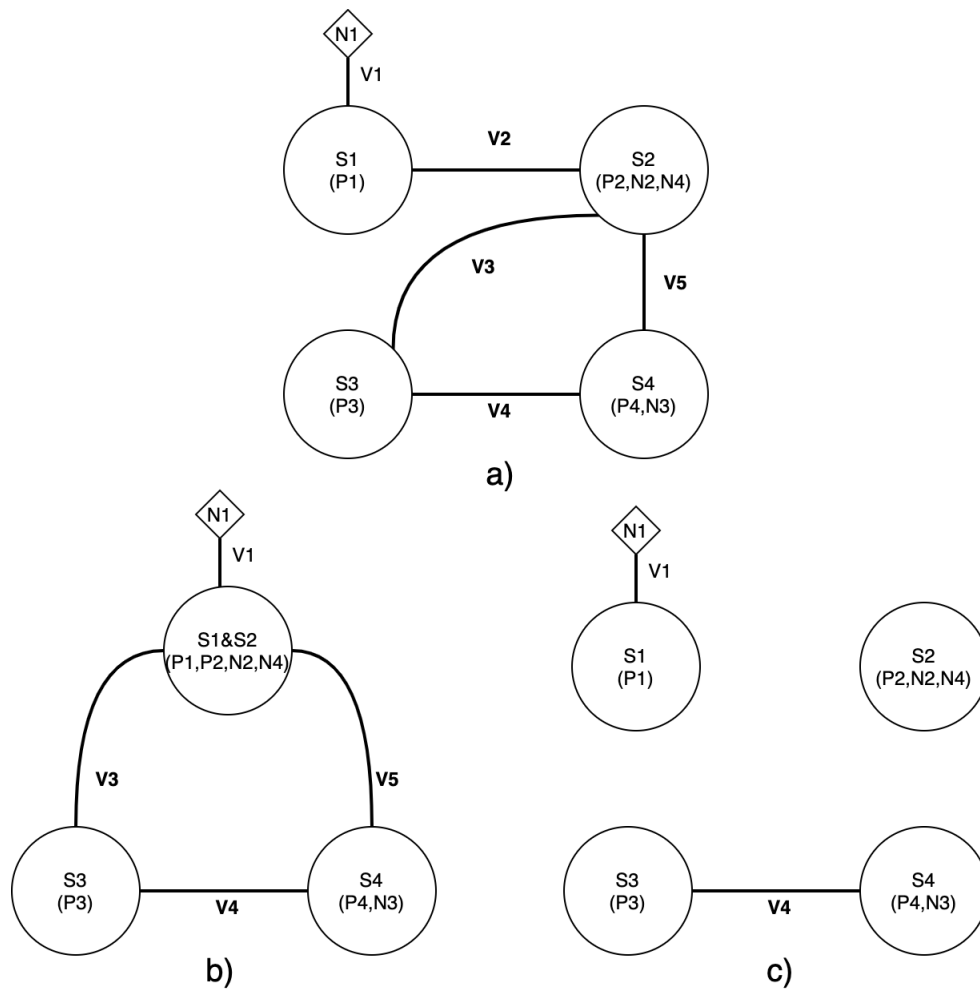 N1
V1
V2
S1
(P1)
S2
(P2,N2,N4)
V3
V5
S3
(P3)
V4
S4
(P4,N3)
a)
N1
V1
S1&S2
(P1,P2,N2,N4)
V3
V5
S3
(P3)
V4
S4
(P4,N3)
b)
N1
V1
S1
(P1)
S2
(P2,N2,N4)
S3
(P3)
V4
S4
(P4,N3)
c)